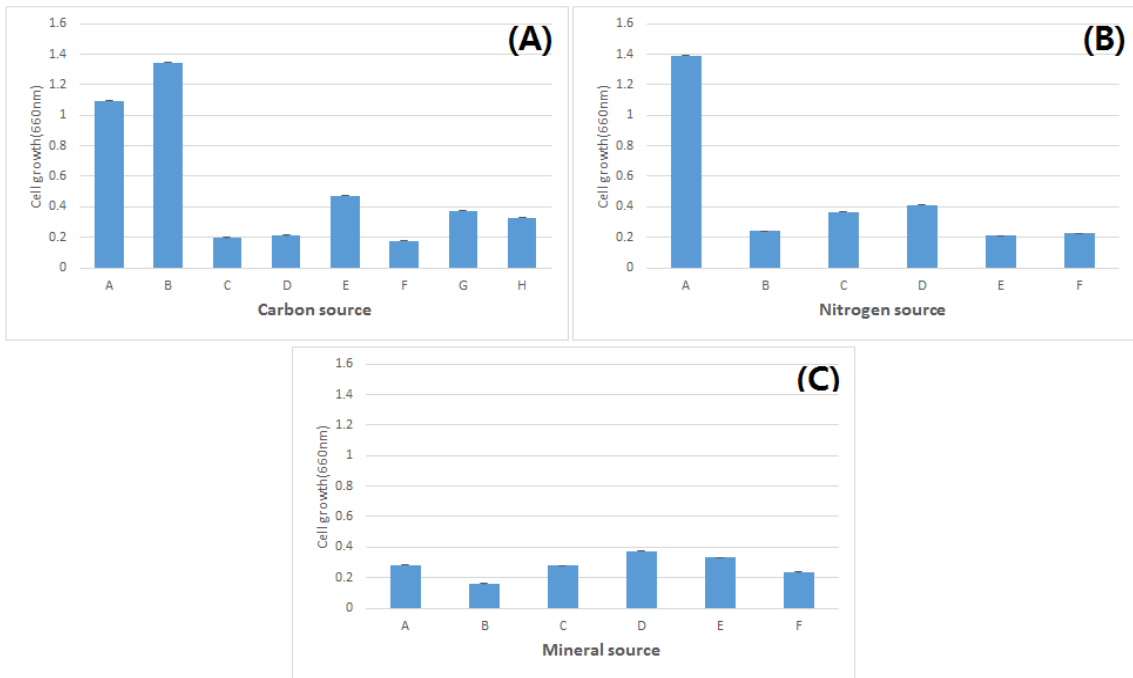 (A)
1.6
1.4
1.2
1
0.8
0.6
0.4
0.2
0
Cell growth(660nm)
A B C D E F G H
Carbon source
(B)
1.6
1.4
1.2
1
0.8
0.6
0.4
0.2
0
Cell growth(660nm)
A B C D E F
Nitrogen source
(C)
1.6
1.4
1.2
1
0.8
0.6
0.4
0.2
0
Cell growth(660nm)
A B C D E F
Mineral source